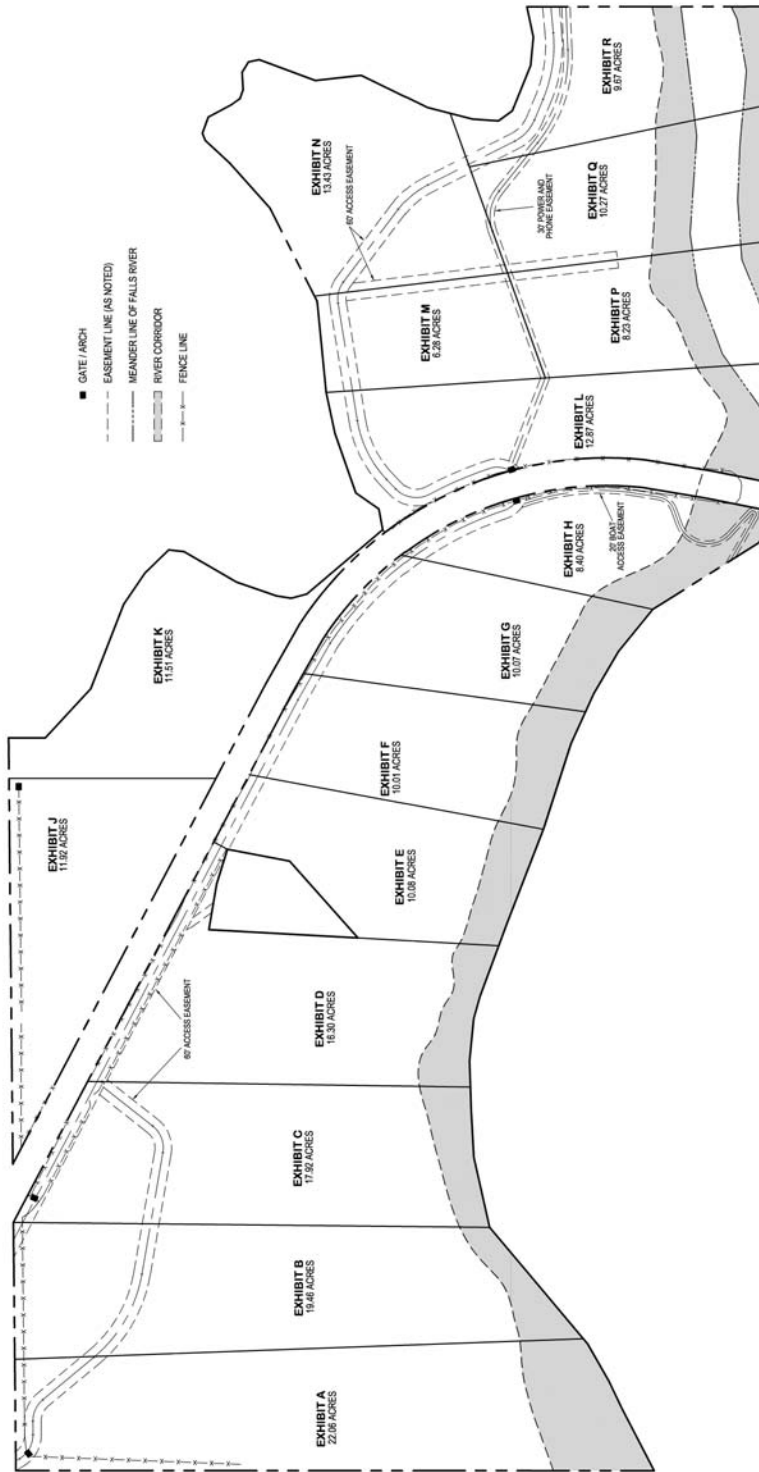 GATE / ARCH
EASEMENT LINE (AS NOTED)
MEANDER LINE OF FALLS RIVER
RIVER CORRIDOR
FENCE LINE
EXHIBIT A
22.06 ACRES
EXHIBIT B
19.46 ACRES
EXHIBIT C
17.92 ACRES
60' ACCESS EASEMENT
EXHIBIT D
16.30 ACRES
EXHIBIT E
10.08 ACRES
EXHIBIT F
10.01 ACRES
EXHIBIT G
10.07 ACRES
EXHIBIT H
8.40 ACRES
20' BOAT
ACCESS EASEMENT
EXHIBIT J
11.92 ACRES
EXHIBIT K
11.51 ACRES
EXHIBIT L
12.87 ACRES
EXHIBIT M
6.28 ACRES
EXHIBIT N
13.43 ACRES
60' ACCESS EASEMENT
EXHIBIT P
8.23 ACRES
30' POWER AND
PHONE EASEMENT
EXHIBIT Q
10.27 ACRES
EXHIBIT R
9.67 ACRES